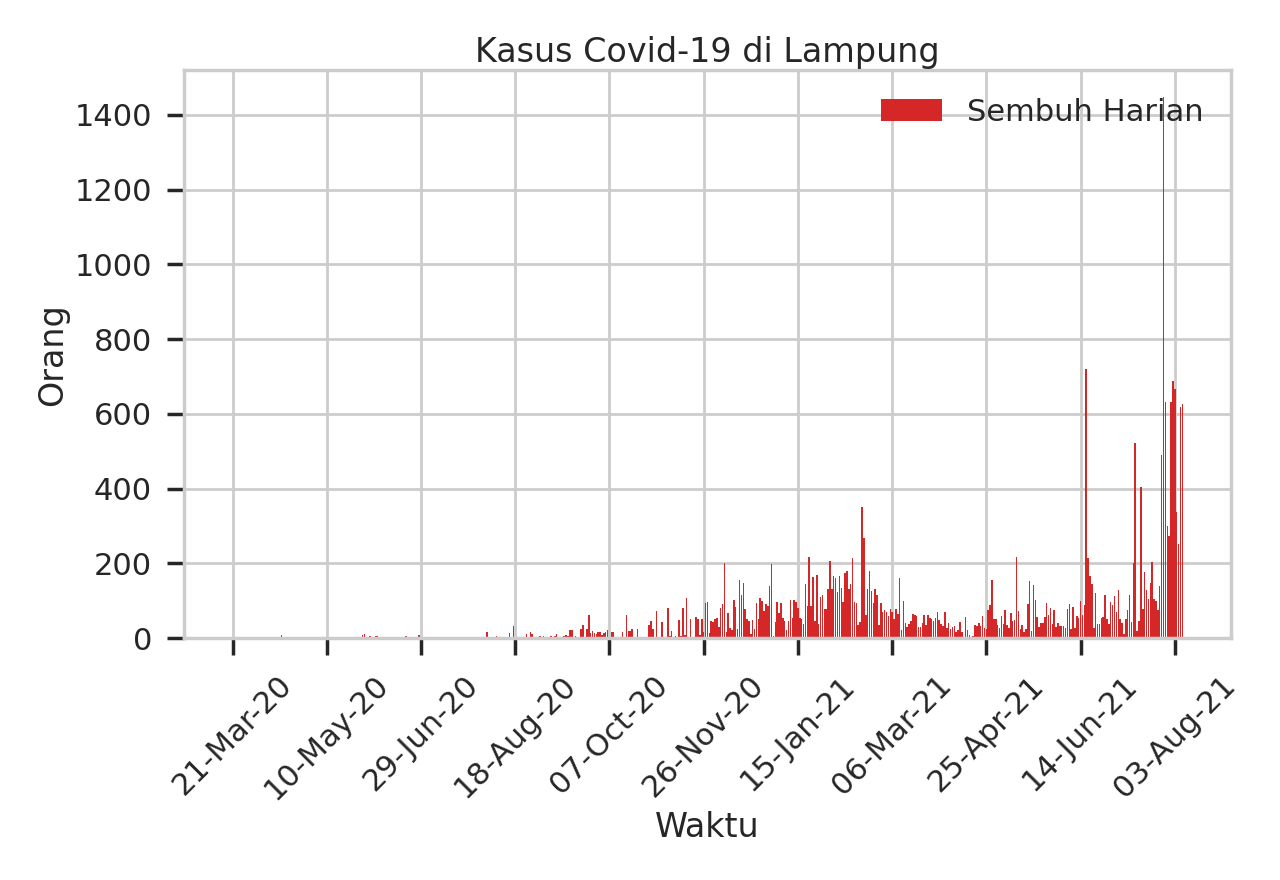 Kasus Covid-19 di Lampung
Sembuh Harian
Orang
1400
1200
1000
800
600
400
200
0
21-Mar-20
10-May-20
29-Jun-20
18-Aug-20
07-Oct-20
26-Nov-20
15-Jan-21
06-Mar-21
25-Apr-21
14-Jun-21
03-Aug-21
Waktu